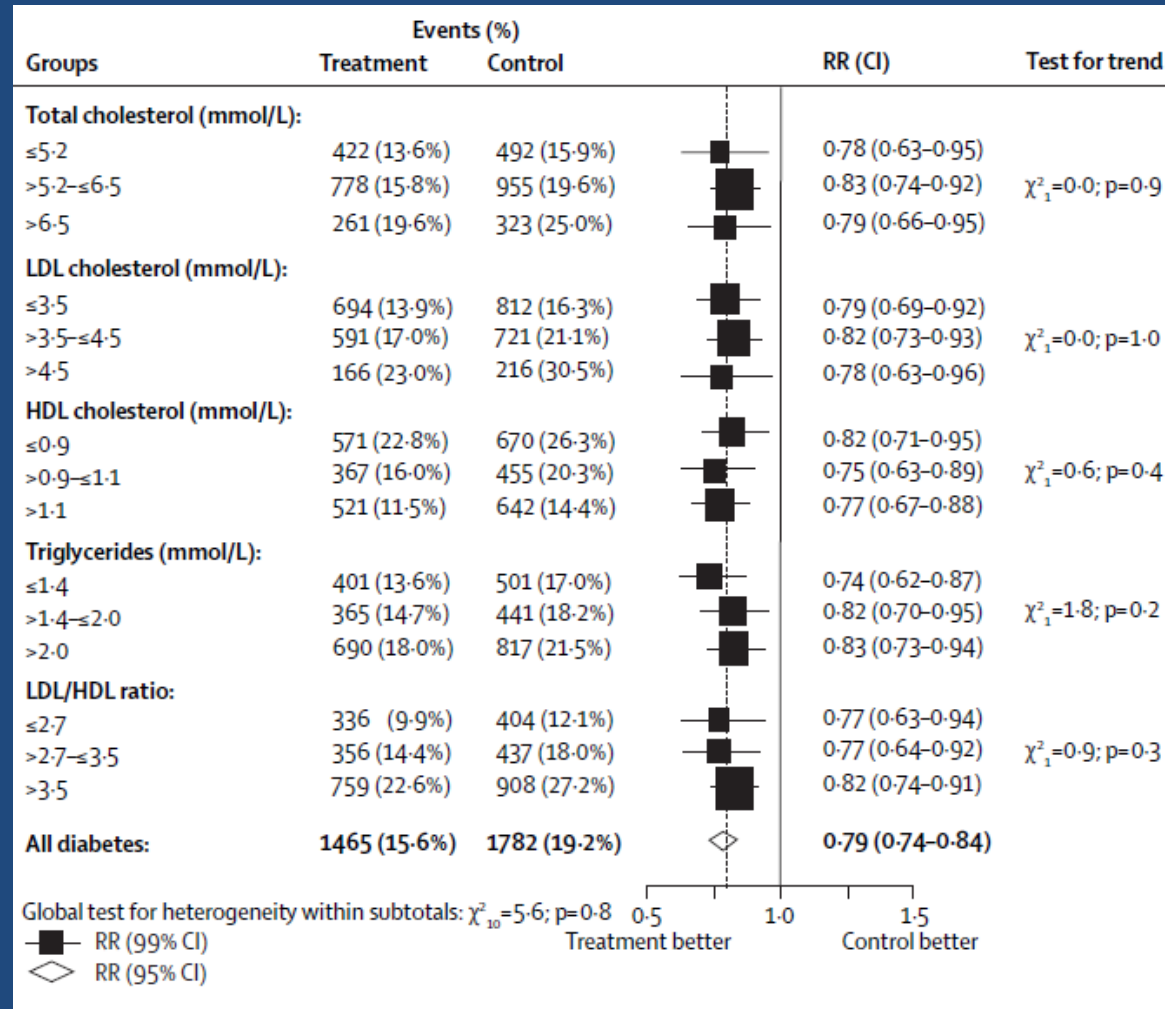 Events (%)
Groups Treatment Control RR (CI) Test for trend
Total cholesterol (mmol/L):
≤5·2 422 (13·6%) 492 (15·9%) 0·78 (0·63–0·95)
>5·2–≤6·5 778 (15·8%) 955 (19·6%) 0·83 (0·74–0·92) χ²₁=0·0; p=0·9
>6·5 261 (19·6%) 323 (25·0%) 0·79 (0·66–0·95)
LDL cholesterol (mmol/L):
≤3·5 694 (13·9%) 812 (16·3%) 0·79 (0·69–0·92)
>3·5–≤4·5 591 (17·0%) 721 (21·1%) 0·82 (0·73–0·93) χ²₁=0·0; p=1·0
>4·5 166 (23·0%) 216 (30·5%) 0·78 (0·63–0·96)
HDL cholesterol (mmol/L):
≤0·9 571 (22·8%) 670 (26·3%) 0·82 (0·71–0·95)
>0·9–≤1·1 367 (16·0%) 455 (20·3%) 0·75 (0·63–0·89) χ²₁=0·6; p=0·4
>1·1 521 (11·5%) 642 (14·4%) 0·77 (0·67–0·88)
Triglycerides (mmol/L):
≤1·4 401 (13·6%) 501 (17·0%) 0·74 (0·62–0·87)
>1·4–≤2·0 365 (14·7%) 441 (18·2%) 0·82 (0·70–0·95) χ²₁=1·8; p=0·2
>2·0 690 (18·0%) 817 (21·5%) 0·83 (0·73–0·94)
LDL/HDL ratio:
≤2·7 336 (9·9%) 404 (12·1%) 0·77 (0·63–0·94)
>2·7–≤3·5 356 (14·4%) 437 (18·0%) 0·77 (0·64–0·92) χ²₁=0·9; p=0·3
>3·5 759 (22·6%) 908 (27·2%) 0·82 (0·74–0·91)
All diabetes: 1465 (15·6%) 1782 (19·2%) 0·79 (0·74–0·84)
Global test for heterogeneity within subtotals: χ²₁₀=5·6; p=0·8 0·5 1·0 1·5
RR (99% CI) Treatment better Control better
RR (95% CI)